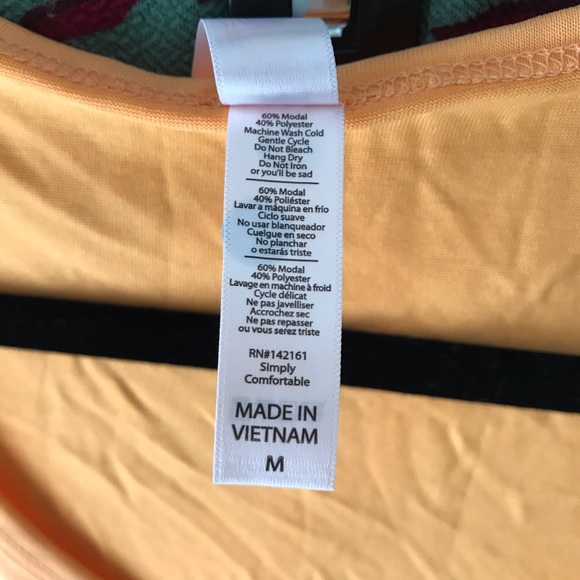 60% Modal
40% Polyester
Machine Wash Cold
Gentle Cycle
Do Not Bleach
Hang Dry
Do Not Iron
or you'll be sad
60% Modal
40% Poliéster
Lavar a máquina en frío
Ciclo suave
No usar blanqueador
Cuelgue en seco
No planchar
o estarás triste
60% Modal
40% Polyester
Lavage en machine à froid
Cycle délicat
Ne pas javelliser
Accrochez sec
Ne pas repasser
ou vous serez triste
RN#142161
Simply
Comfortable
MADE IN
VIETNAM
M